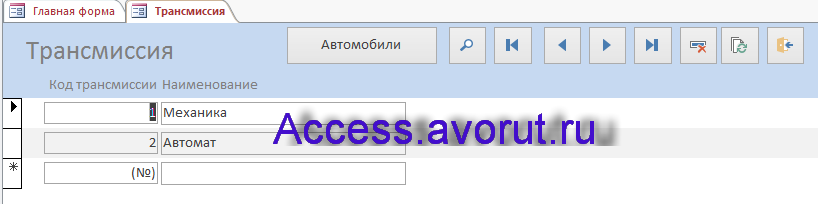 Главная форма Трансмиссия
Трансмиссия Автомобили
Код трансмиссии Наименование
1 Механика
2 Автомат
(№)
Access.avorut.ru